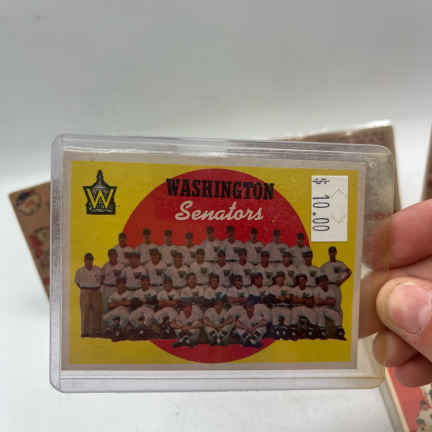 WASHINGTON
Senators
W
$ 10.00